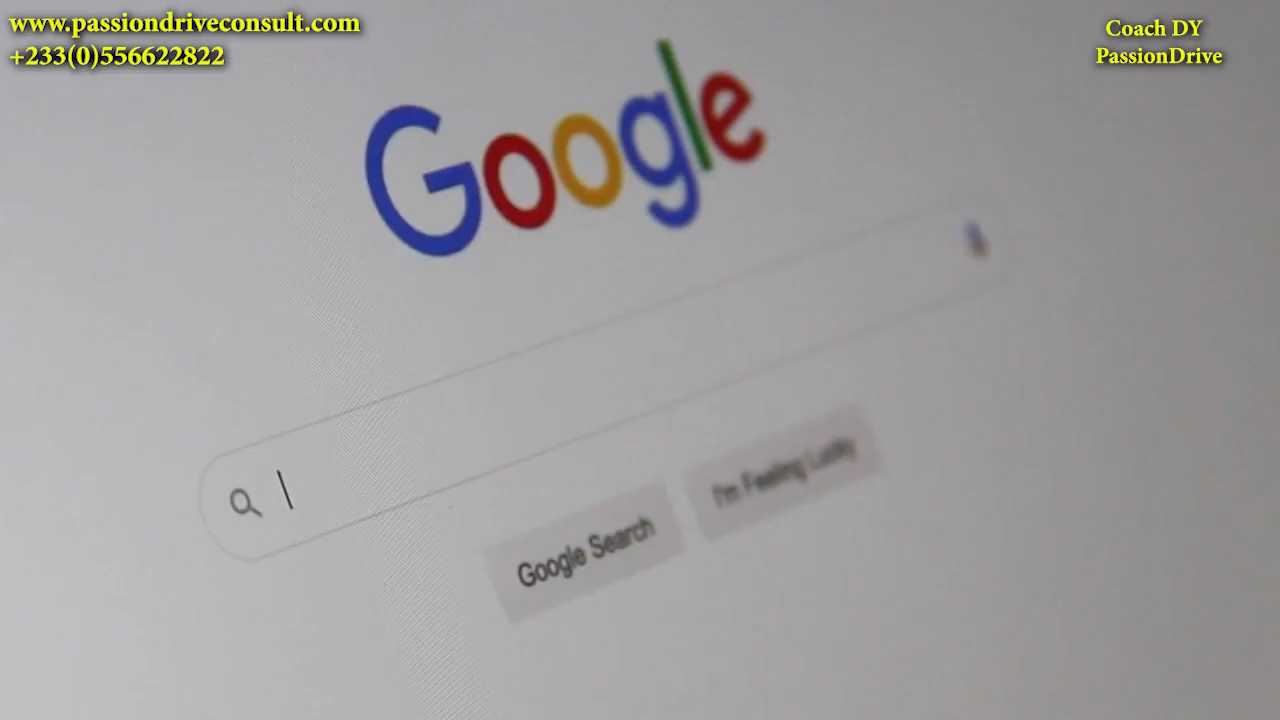 www.passiondriveconsult.com
+233(0)556622822
Coach DY
PassionDrive
Google
Google Search
I'm Feeling Lucky